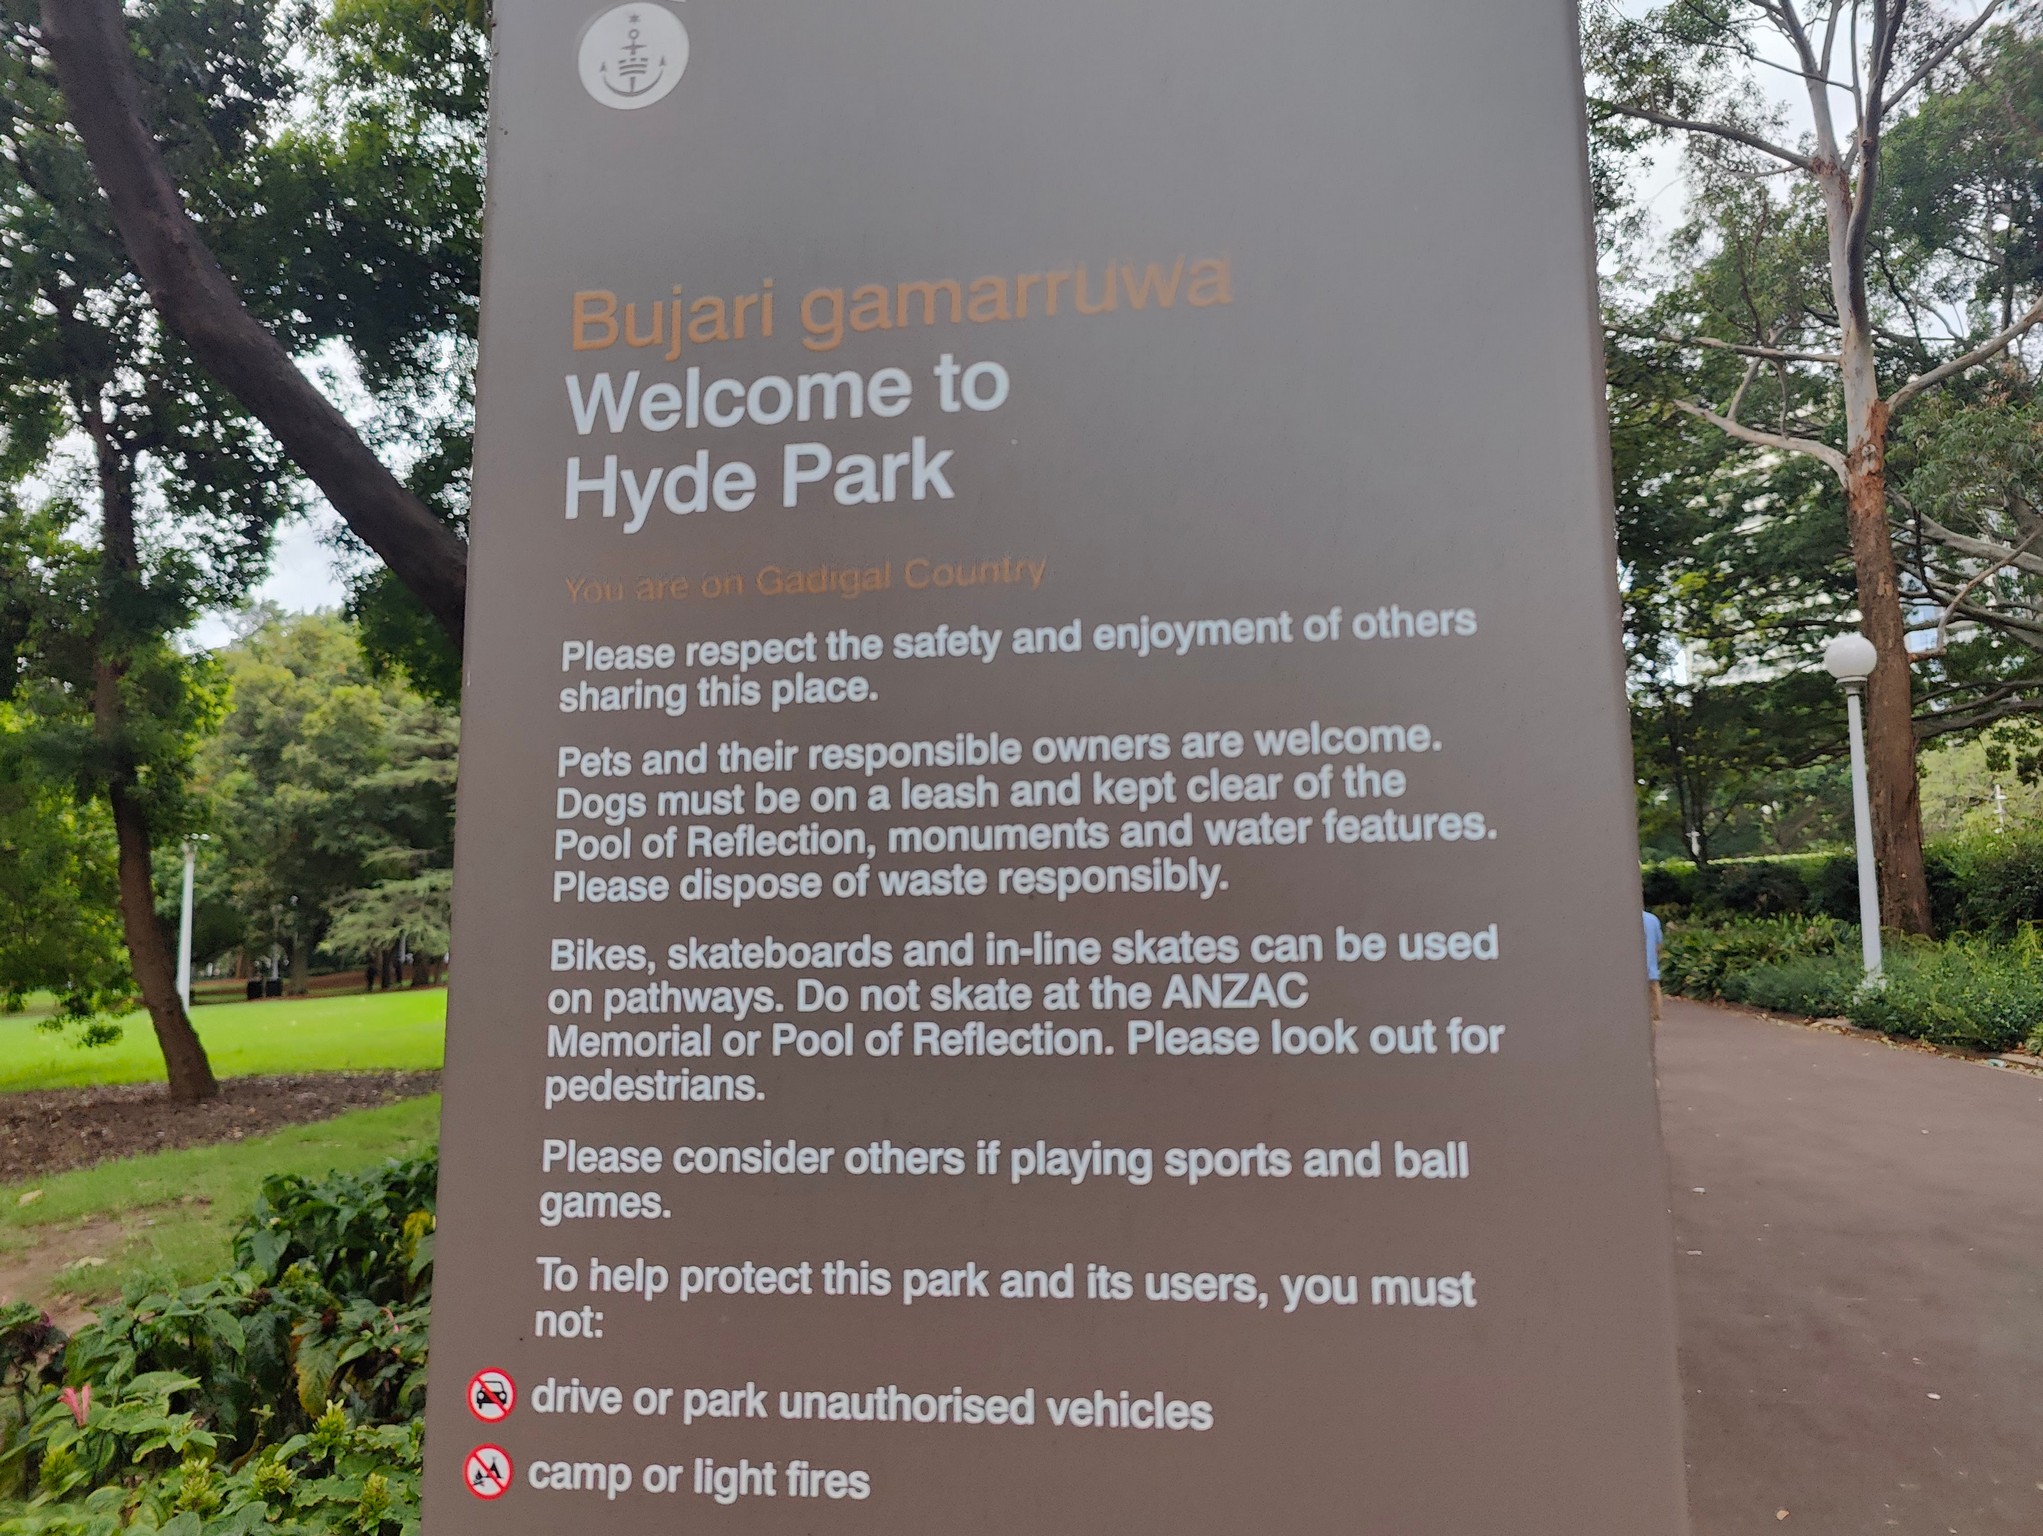 Bujari gamarruwa
Welcome to
Hyde Park
You are on Gadigal Country
Please respect the safety and enjoyment of others
sharing this place.
Pets and their responsible owners are welcome.
Dogs must be on a leash and kept clear of the
Pool of Reflection, monuments and water features.
Please dispose of waste responsibly.
Bikes, skateboards and in-line skates can be used
on pathways. Do not skate at the ANZAC
Memorial or Pool of Reflection. Please look out for
pedestrians.
Please consider others if playing sports and ball
games.
To help protect this park and its users, you must
not:
drive or park unauthorised vehicles
camp or light fires